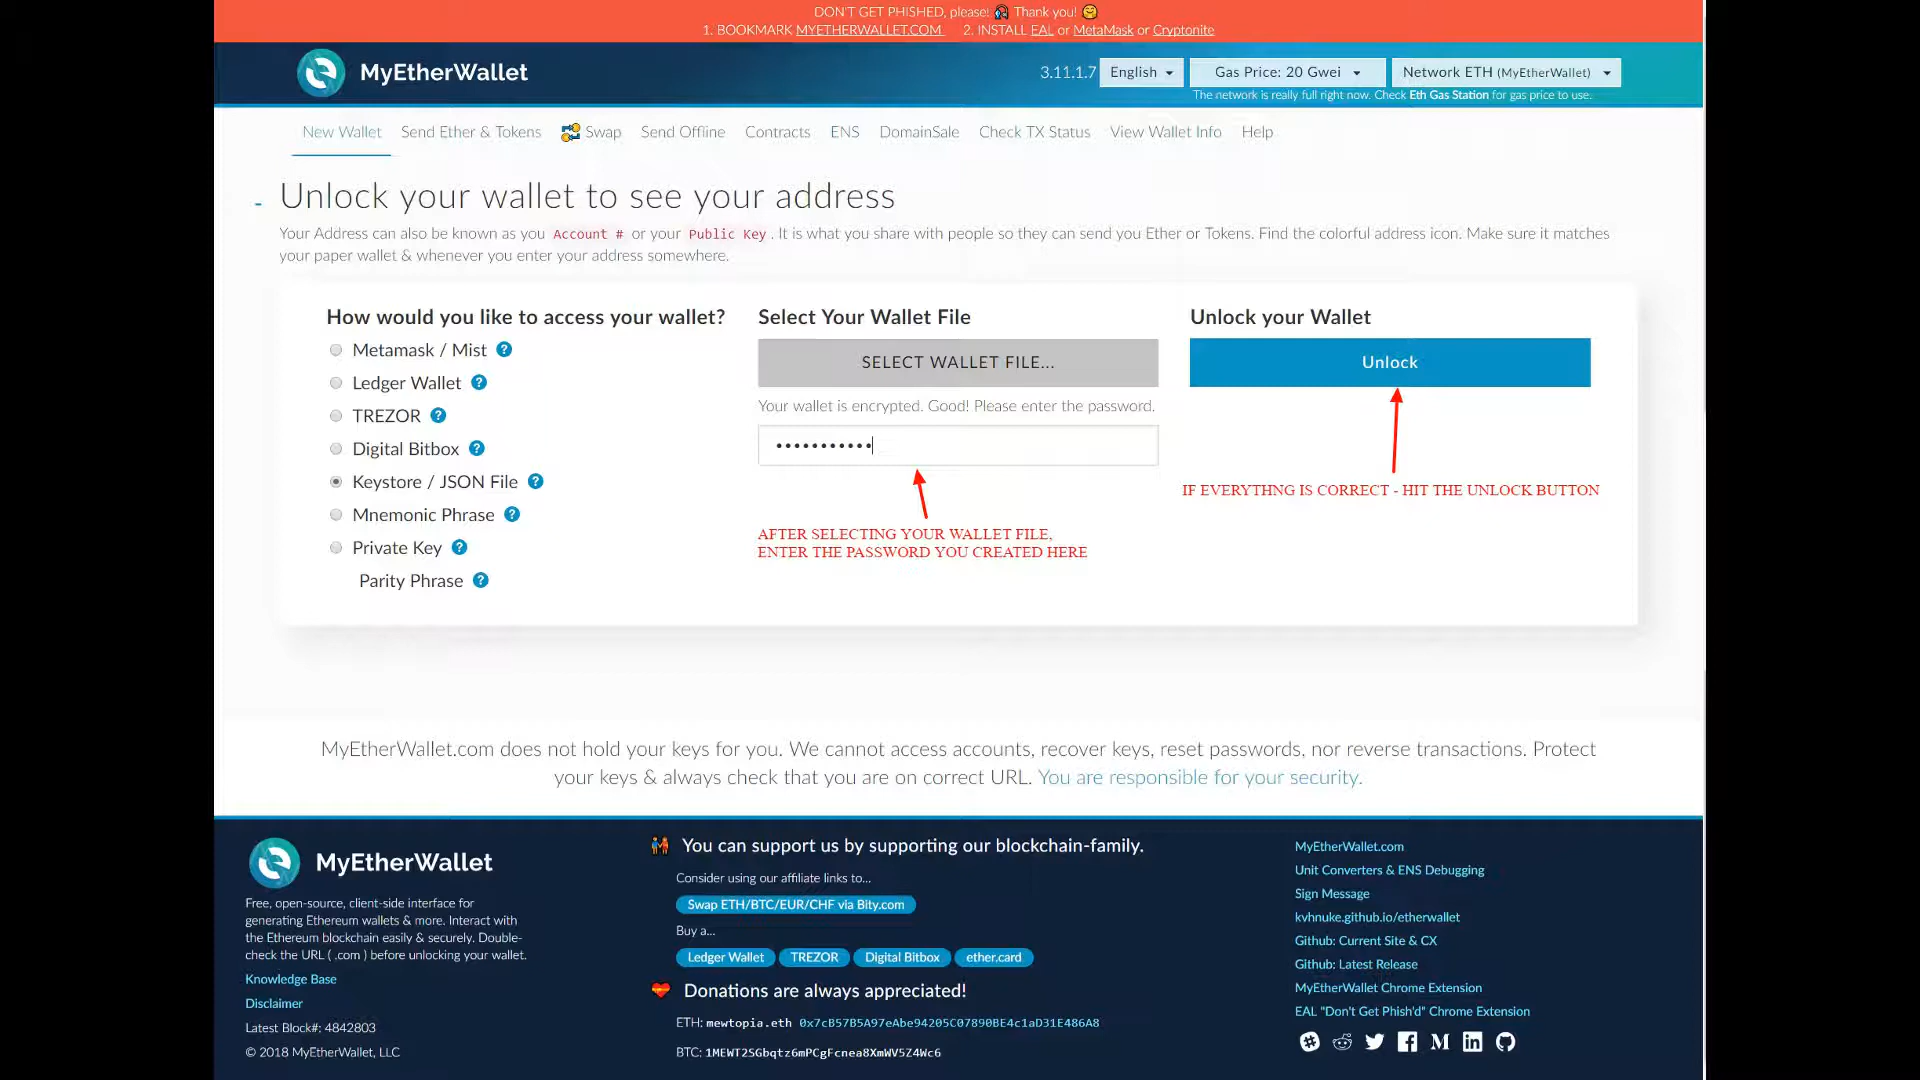 DON'T GET PHISHED, please! Thank you!
1. BOOKMARK MYETHERWALLET.COM 2. INSTALL EAL or MetaMask or Cryptonite
MyEtherWallet
3.11.1.7 English Gas Price: 20 Gwei Network ETH (MyEtherWallet)
The network is really full right now. Check Eth Gas Station for gas price to use.
New Wallet Send Ether & Tokens Swap Send Offline Contracts ENS DomainSale Check TX Status View Wallet Info Help
- Unlock your wallet to see your address
Your Address can also be known as you Account # or your Public Key. It is what you share with people so they can send you Ether or Tokens. Find the colorful address icon. Make sure it matches
your paper wallet & whenever you enter your address somewhere.
How would you like to access your wallet?
Metamask / Mist ?
Ledger Wallet ?
TREZOR ?
Digital Bitbox ?
Keystore / JSON File ?
Mnemonic Phrase ?
Private Key ?
Parity Phrase ?
Select Your Wallet File
SELECT WALLET FILE...
Your wallet is encrypted. Good! Please enter the password.
•••••••••••
AFTER SELECTING YOUR WALLET FILE,
ENTER THE PASSWORD YOU CREATED HERE
Unlock your Wallet
Unlock
IF EVERYTHNG IS CORRECT - HIT THE UNLOCK BUTTON
MyEtherWallet.com does not hold your keys for you. We cannot access accounts, recover keys, reset passwords, nor reverse transactions. Protect
your keys & always check that you are on correct URL. You are responsible for your security.
MyEtherWallet
Free, open-source, client-side interface for
generating Ethereum wallets & more. Interact with
the Ethereum blockchain easily & securely. Double-
check the URL ( .com ) before unlocking your wallet.
Knowledge Base
Disclaimer
Latest Block#: 4842803
© 2018 MyEtherWallet, LLC
You can support us by supporting our blockchain-family.
Consider using our affiliate links to...
Swap ETH/BTC/EUR/CHF via Bity.com
Buy a...
Ledger Wallet TREZOR Digital Bitbox ether.card
Donations are always appreciated!
ETH: mewtopia.eth 0x7cB57B5A97eAbe94205C07890BE4c1aD31E486A8
BTC: 1MEWT2SGbqtz6mPCgFcnea8XmWV5Z4Wc6
MyEtherWallet.com
Unit Converters & ENS Debugging
Sign Message
kvhnuke.github.io/etherwallet
Github: Current Site & CX
Github: Latest Release
MyEtherWallet Chrome Extension
EAL "Don't Get Phish'd" Chrome Extension